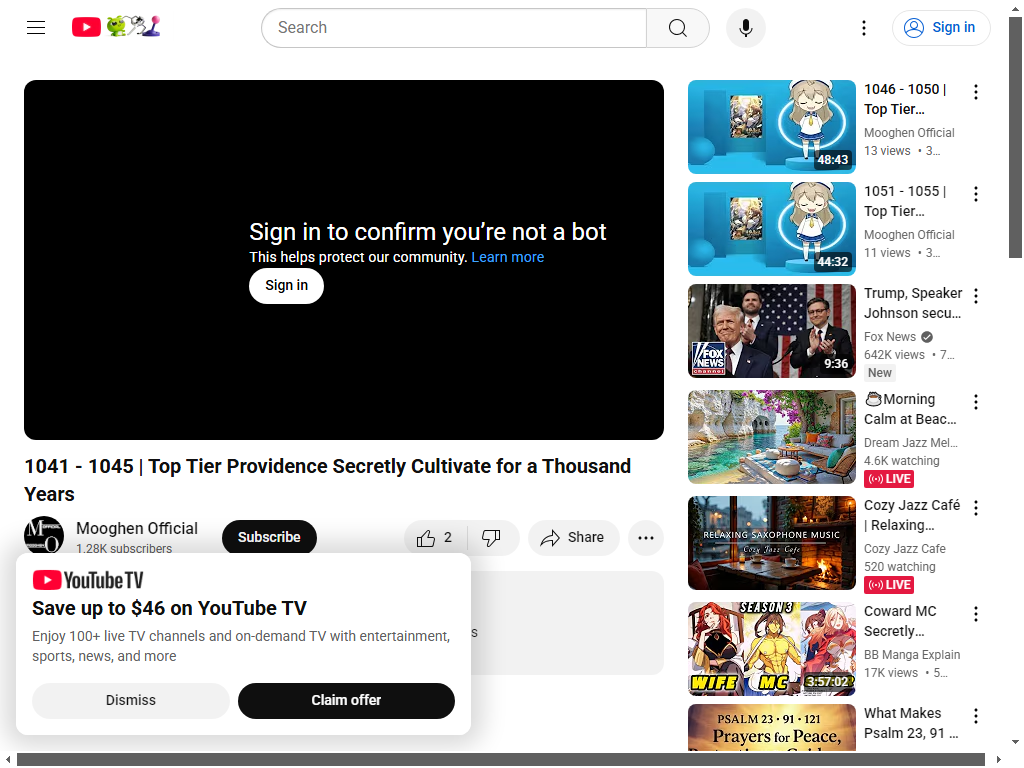 Search
Sign in
Sign in to confirm you're not a bot
This helps protect our community. Learn more
Sign in
1041 - 1045 | Top Tier Providence Secretly Cultivate for a Thousand
Years
Mooghen Official
1.28K subscribers
Subscribe
2
Share
YouTube TV
Save up to $46 on YouTube TV
Enjoy 100+ live TV channels and on-demand TV with entertainment,
sports, news, and more
Dismiss
Claim offer
48:43
1046 - 1050 |
Top Tier…
Mooghen Official
13 views • 3…
44:32
1051 - 1055 |
Top Tier…
Mooghen Official
11 views • 3…
FOX
NEWS
channel
9:36
Trump, Speaker
Johnson secu…
Fox News
642K views • 7…
New
☕Morning
Calm at Beac…
Dream Jazz Mel…
4.6K watching
LIVE
RELAXING SAXOPHONE MUSIC
Cozy Jazz Cafe
Cozy Jazz Café
| Relaxing…
Cozy Jazz Cafe
520 watching
LIVE
SEASON 3
WIFE MC
3:57:02
Coward MC
Secretly…
BB Manga Explain
17K views • 5…
PSALM 23 • 91 • 121
Prayers for Peace,
What Makes
Psalm 23, 91 …